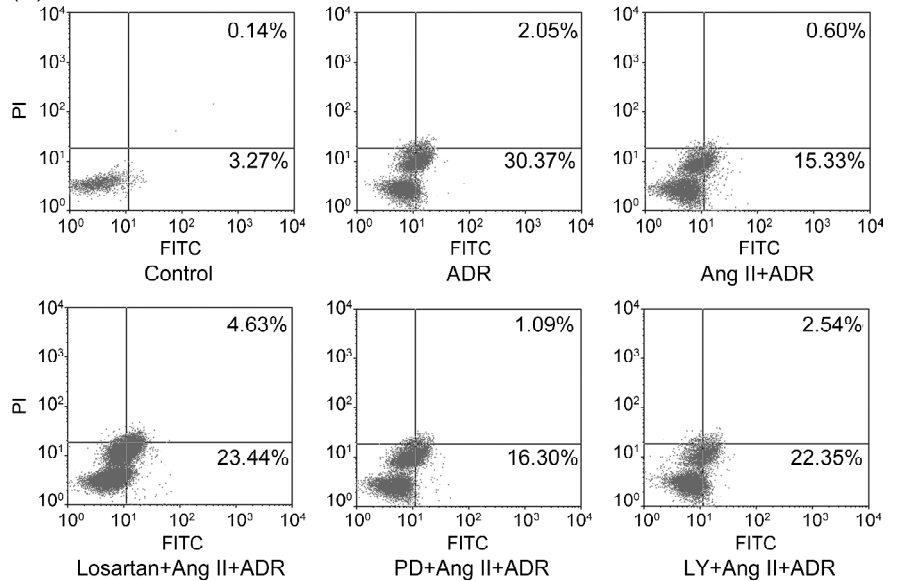 0.14%
3.27%
PI
10⁴
10³
10²
10¹
10⁰
10⁰ 10¹ 10² 10³ 10⁴
FITC
Control
2.05%
30.37%
10⁴
10³
10²
10¹
10⁰
10⁰ 10¹ 10² 10³ 10⁴
FITC
ADR
0.60%
15.33%
10⁴
10³
10²
10¹
10⁰
10⁰ 10¹ 10² 10³ 10⁴
FITC
Ang II+ADR
4.63%
23.44%
PI
10⁴
10³
10²
10¹
10⁰
10⁰ 10¹ 10² 10³ 10⁴
FITC
Losartan+Ang II+ADR
1.09%
16.30%
10⁴
10³
10²
10¹
10⁰
10⁰ 10¹ 10² 10³ 10⁴
FITC
PD+Ang II+ADR
2.54%
22.35%
10⁴
10³
10²
10¹
10⁰
10⁰ 10¹ 10² 10³ 10⁴
FITC
LY+Ang II+ADR